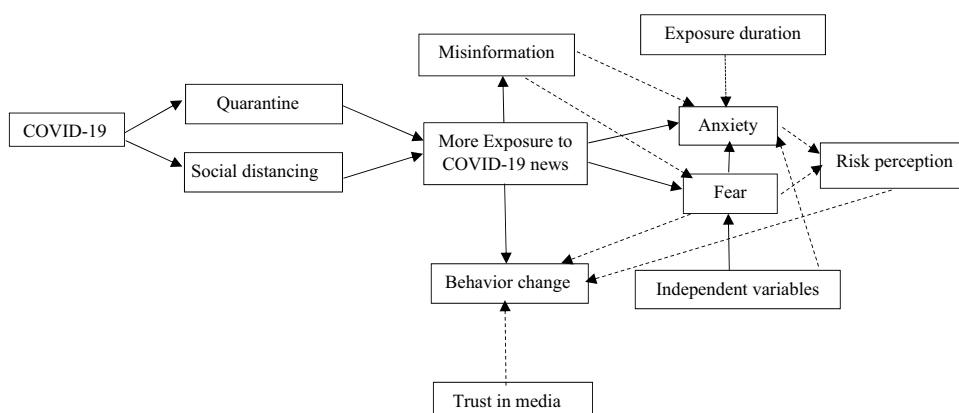 Exposure duration
Misinformation
Quarantine
COVID-19
Anxiety
More Exposure to
COVID-19 news
Social distancing
Risk perception
Fear
Behavior change
Independent variables
Trust in media